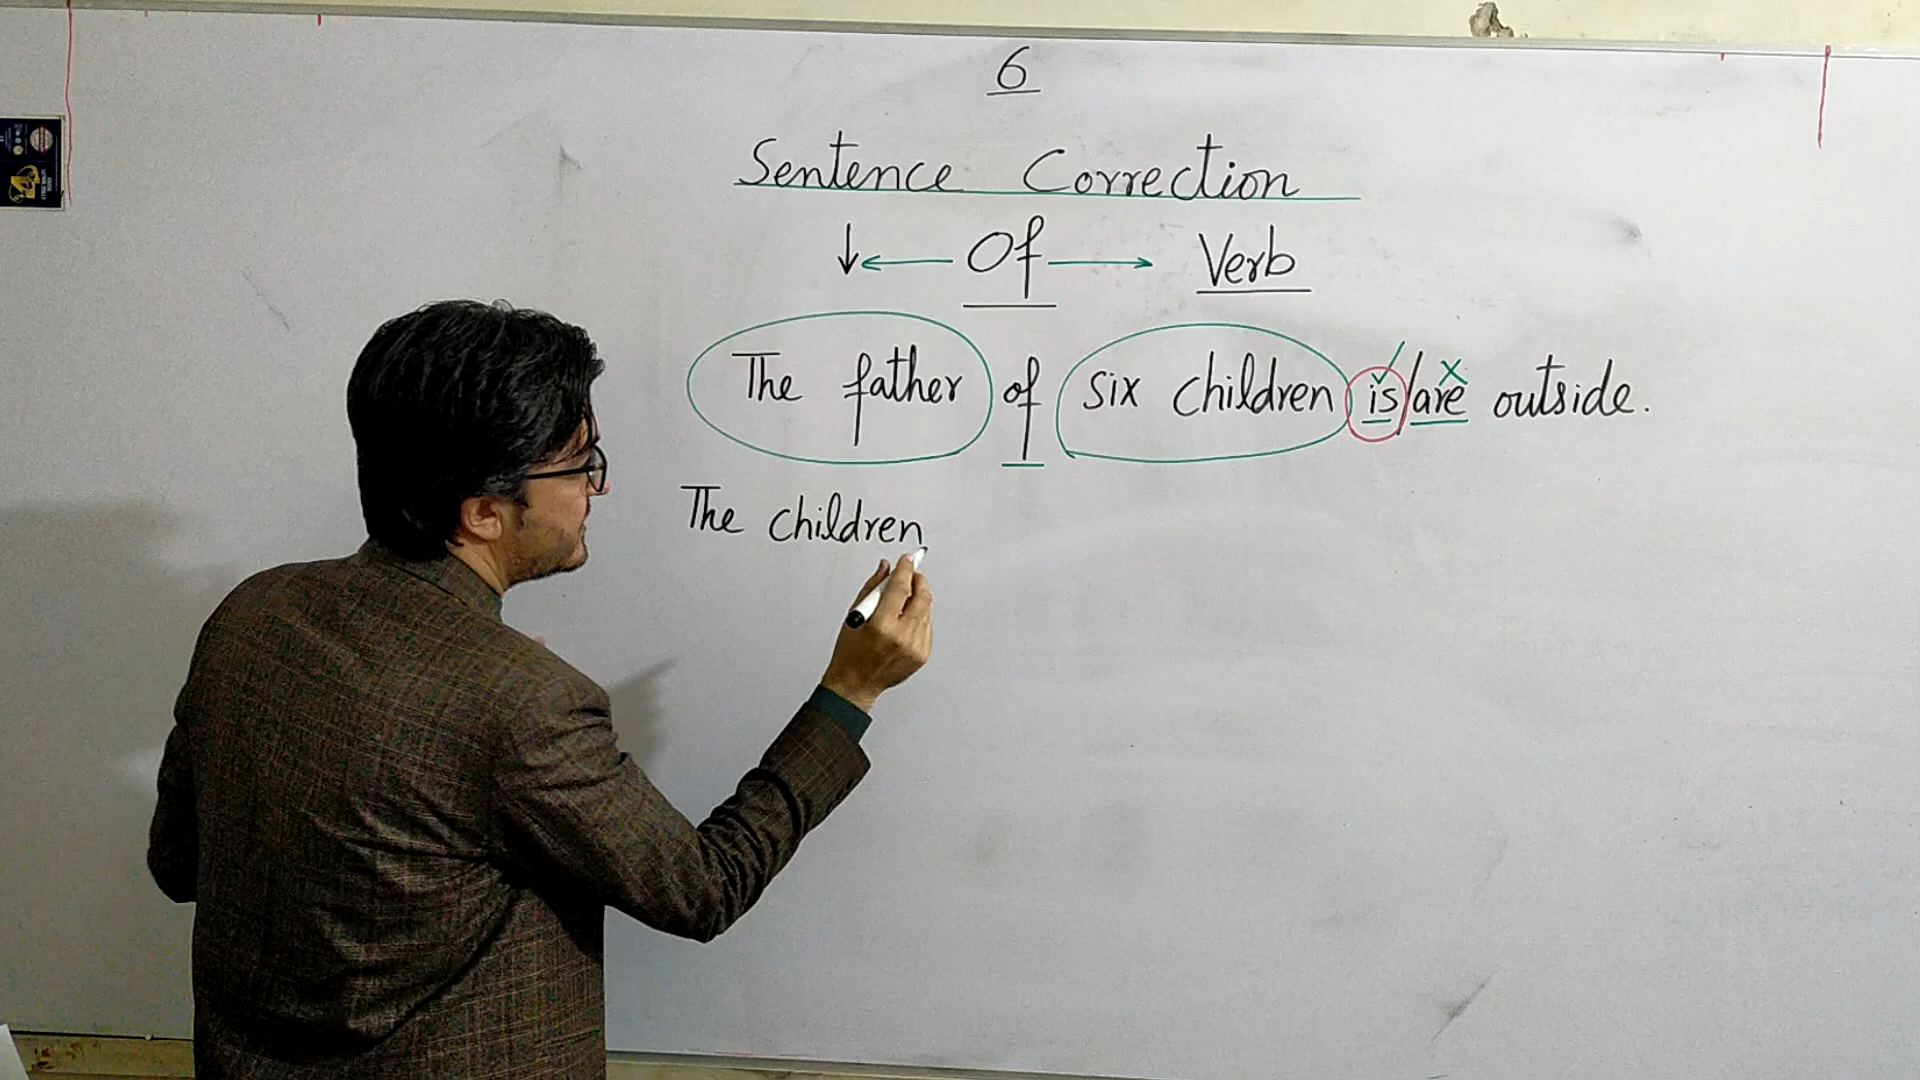 6
Sentence Correction
↓ ← Of → Verb
The father of six children is/are outside.
The children